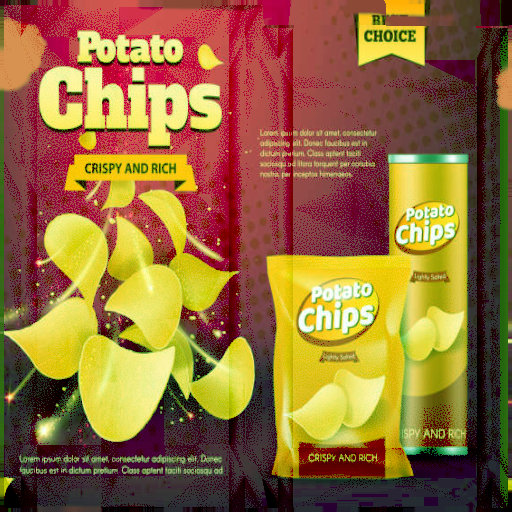 Potato
Chips
CRISPY AND RICH
Lorem ipsum dolor sit amet, consectetur adipiscing elit. Donec
faucibus est in dictum pretium. Class aptent taciti sociosqu ad
CHOICE
Lorem ipsum dolor sit amet, consectetur
adipiscing elit. Donec faucibus est in
dictum pretium. Class aptent taciti
sociosqu ad litora torquent per conubia
nostra, per inceptos himenaeos.
Potato
Chips
Lightly Salted
CRISPY AND RICH
Potato
Chips
Lightly Salted
ISPY AND RICH